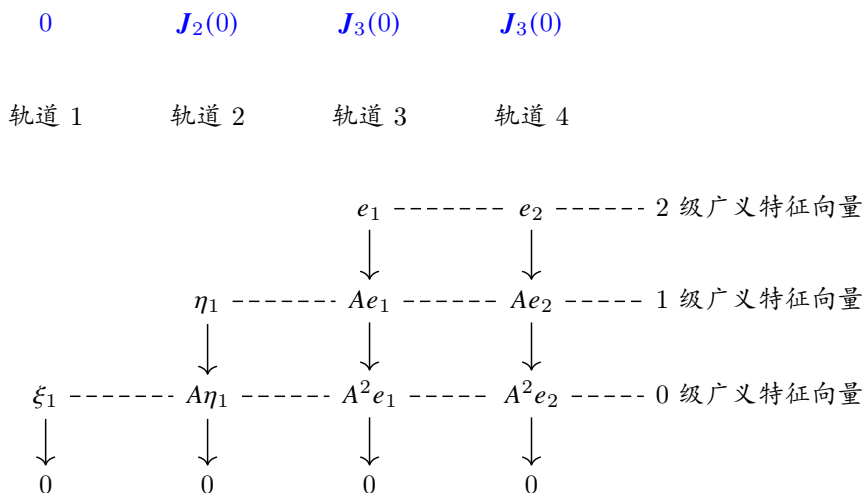 0 J₂(0) J₃(0) J₃(0)
轨道 1 轨道 2 轨道 3 轨道 4
e₁ e₂ 2 级广义特征向量
η₁ Ae₁ Ae₂ 1 级广义特征向量
ξ₁ Aη₁ A²e₁ A²e₂ 0 级广义特征向量
0 0 0 0